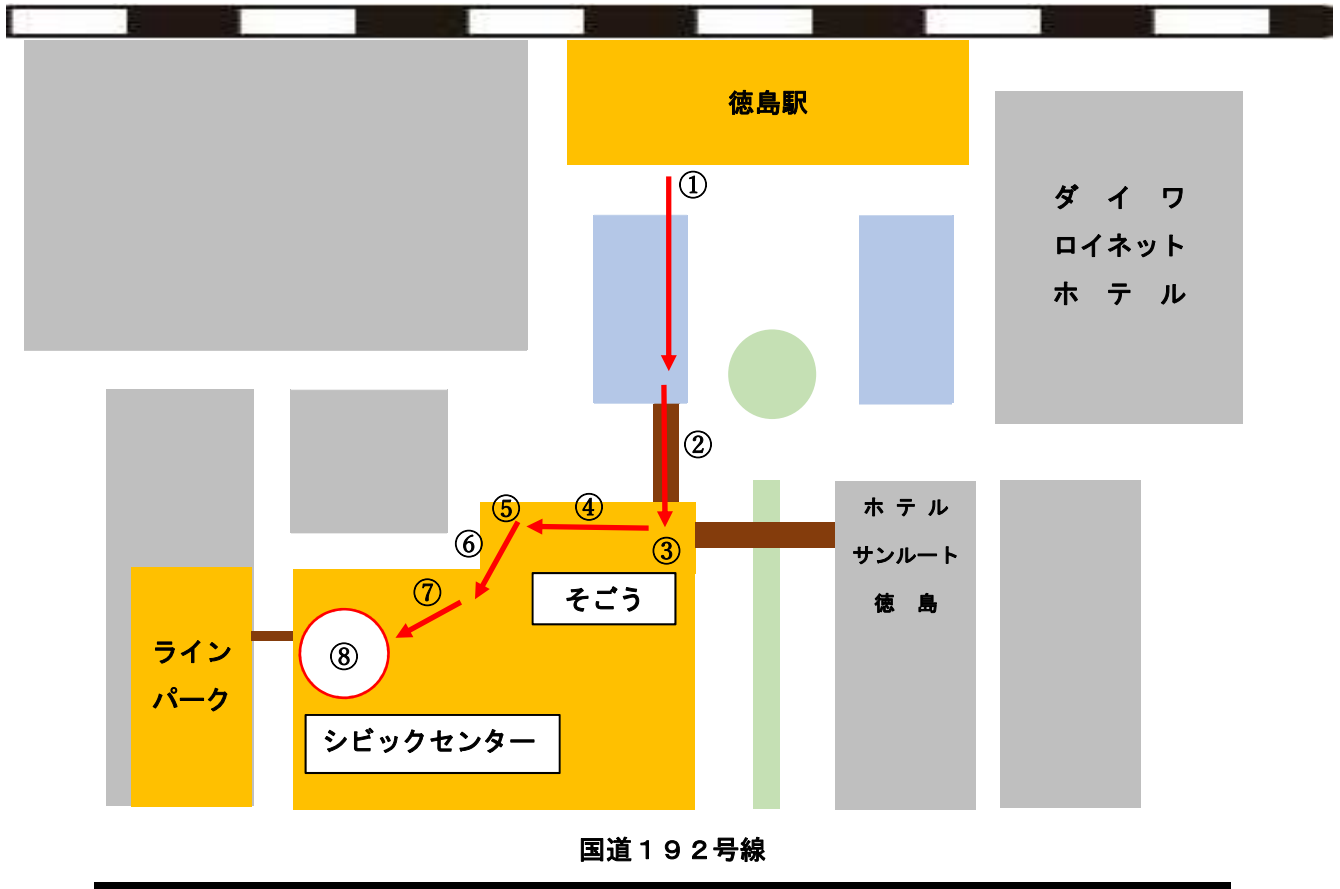 徳島駅
①
ダ イ ワ
ロイネット
ホ テ ル
②
ホ テ ル
サンルート
徳 島
⑤
④
⑥
③
⑦
そごう
⑧
ライン
パーク
シビックセンター
国道１９２号線